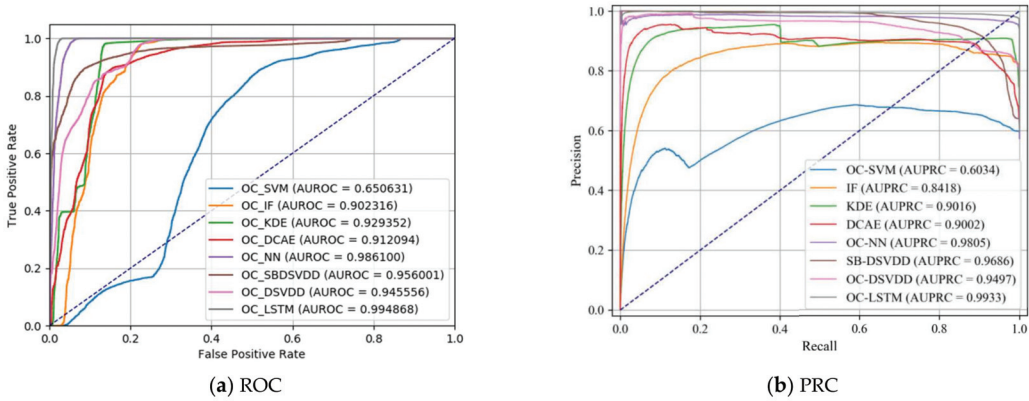 1.0
0.8
0.6
0.4
0.2
0.0
True Positive Rate
OC_SVM (AUROC = 0.650631)
OC_IF (AUROC = 0.902316)
OC_KDE (AUROC = 0.929352)
OC_DCAE (AUROC = 0.912094)
OC_NN (AUROC = 0.986100)
OC_SBDSVDD (AUROC = 0.956001)
OC_DSVDD (AUROC = 0.945556)
OC_LSTM (AUROC = 0.994868)
0.0 0.2 0.4 0.6 0.8 1.0
False Positive Rate
(a) ROC
1.0
0.8
0.6
0.4
0.2
0.0
Precision
OC-SVM (AUPRC = 0.6034)
IF (AUPRC = 0.8418)
KDE (AUPRC = 0.9016)
DCAE (AUPRC = 0.9002)
OC-NN (AUPRC = 0.9805)
SB-DSVDD (AUPRC = 0.9686)
OC-DSVDD (AUPRC = 0.9497)
OC-LSTM (AUPRC = 0.9933)
0.0 0.2 0.4 0.6 0.8 1.0
Recall
(b) PRC